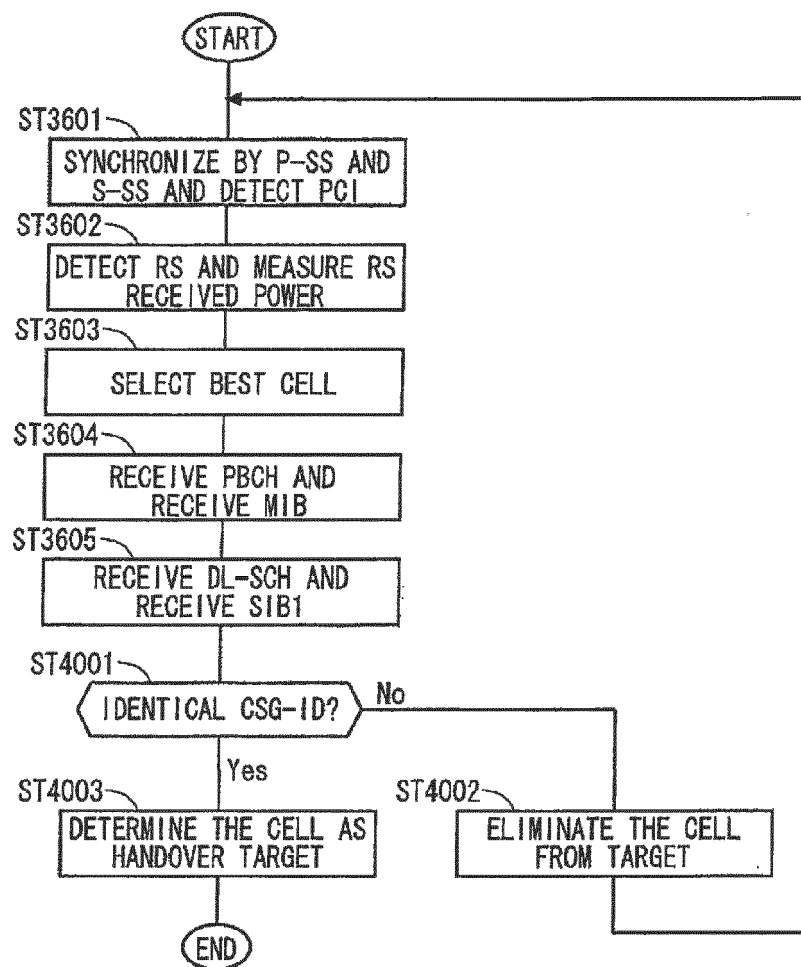 START
ST3601
SYNCHRONIZE BY P-SS AND
S-SS AND DETECT PCI
ST3602
DETECT RS AND MEASURE RS
RECEIVED POWER
ST3603
SELECT BEST CELL
ST3604
RECEIVE PBCH AND
RECEIVE MIB
ST3605
RECEIVE DL-SCH AND
RECEIVE SIB1
ST4001
IDENTICAL CSG-ID?
No
Yes
ST4003
DETERMINE THE CELL AS
HANDOVER TARGET
ST4002
ELIMINATE THE CELL
FROM TARGET
END